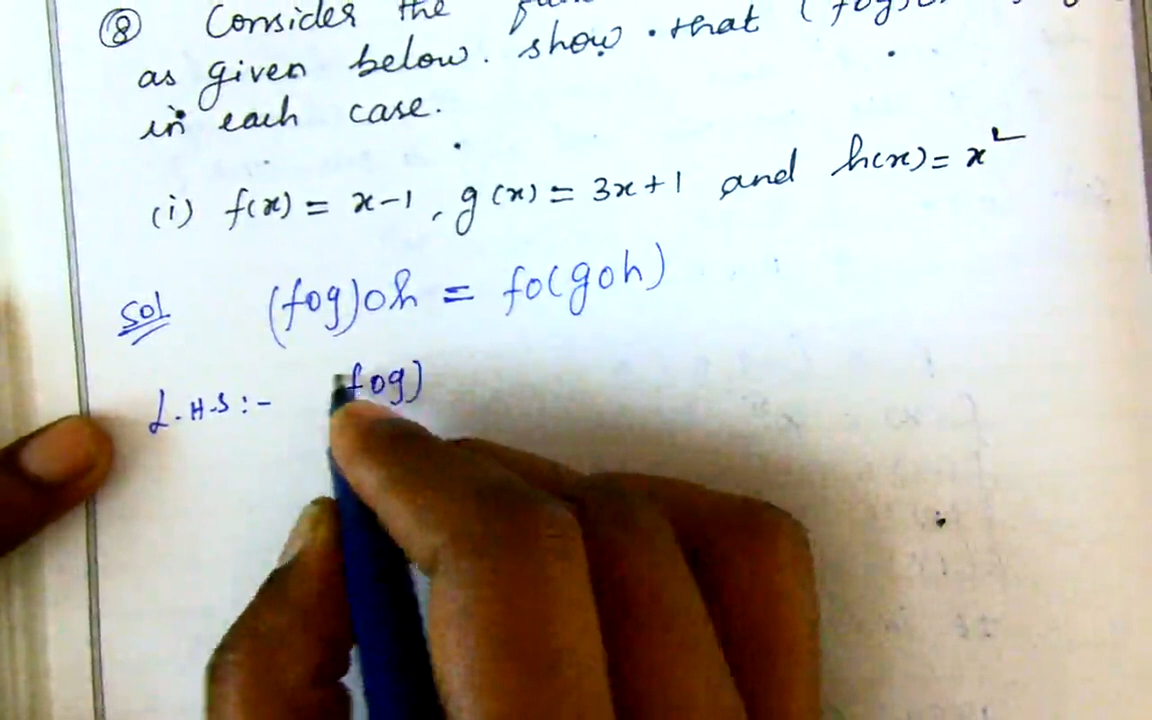 ⑧ Consider the
as given below. show that (fog)o
in each case.
(i) f(x) = x-1, g(x) = 3x+1 and h(x) = x²
Sol (fog)oh = fo(goh)
L.H.S :- fog)